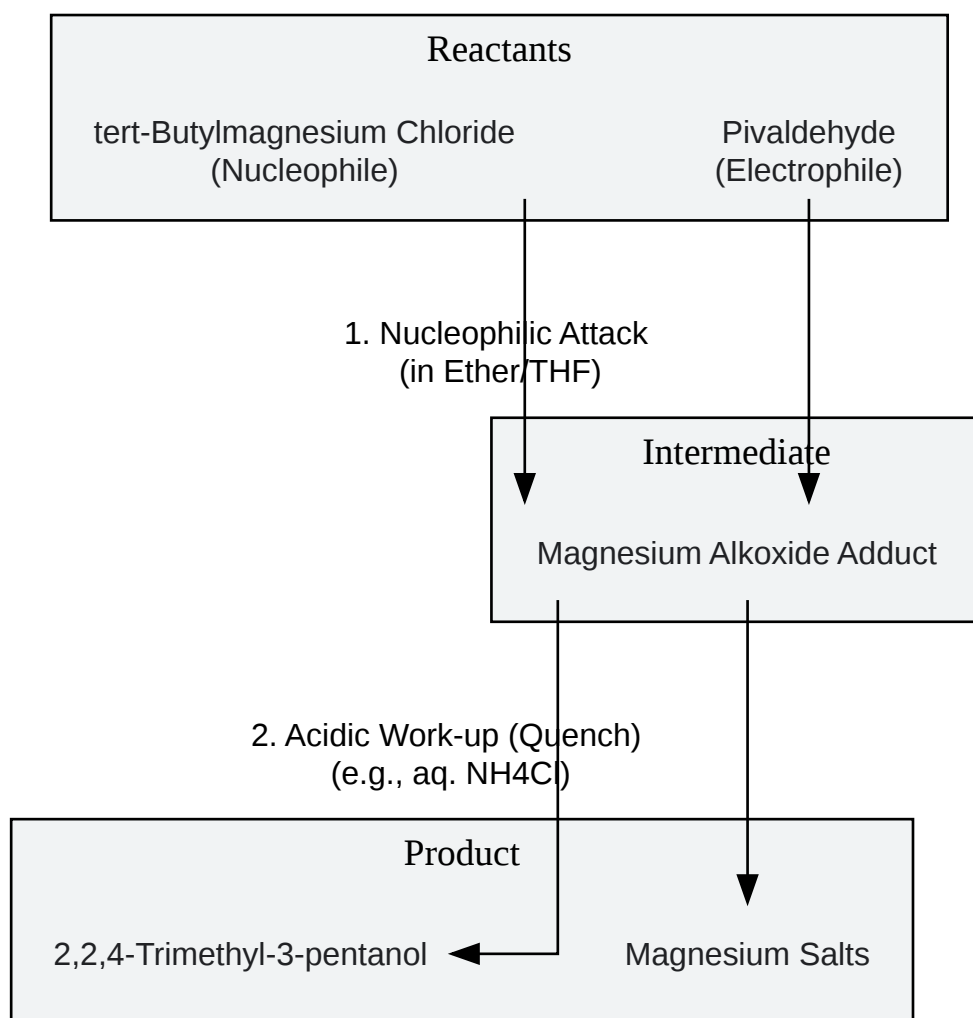 Reactants
tert-Butylmagnesium Chloride
(Nucleophile)
Pivaldehyde
(Electrophile)
1. Nucleophilic Attack
(in Ether/THF)
Intermediate
Magnesium Alkoxide Adduct
2. Acidic Work-up (Quench)
(e.g., aq. NH4Cl)
Product
2,2,4-Trimethyl-3-pentanol
Magnesium Salts